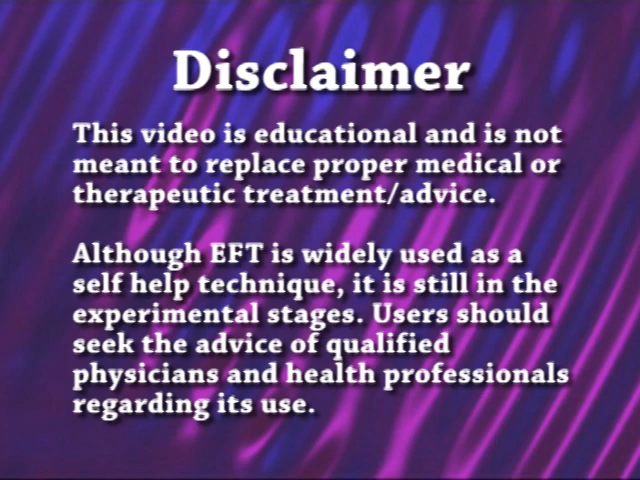 Disclaimer
This video is educational and is not
meant to replace proper medical or
therapeutic treatment/advice.
Although EFT is widely used as a
self help technique, it is still in the
experimental stages. Users should
seek the advice of qualified
physicians and health professionals
regarding its use.